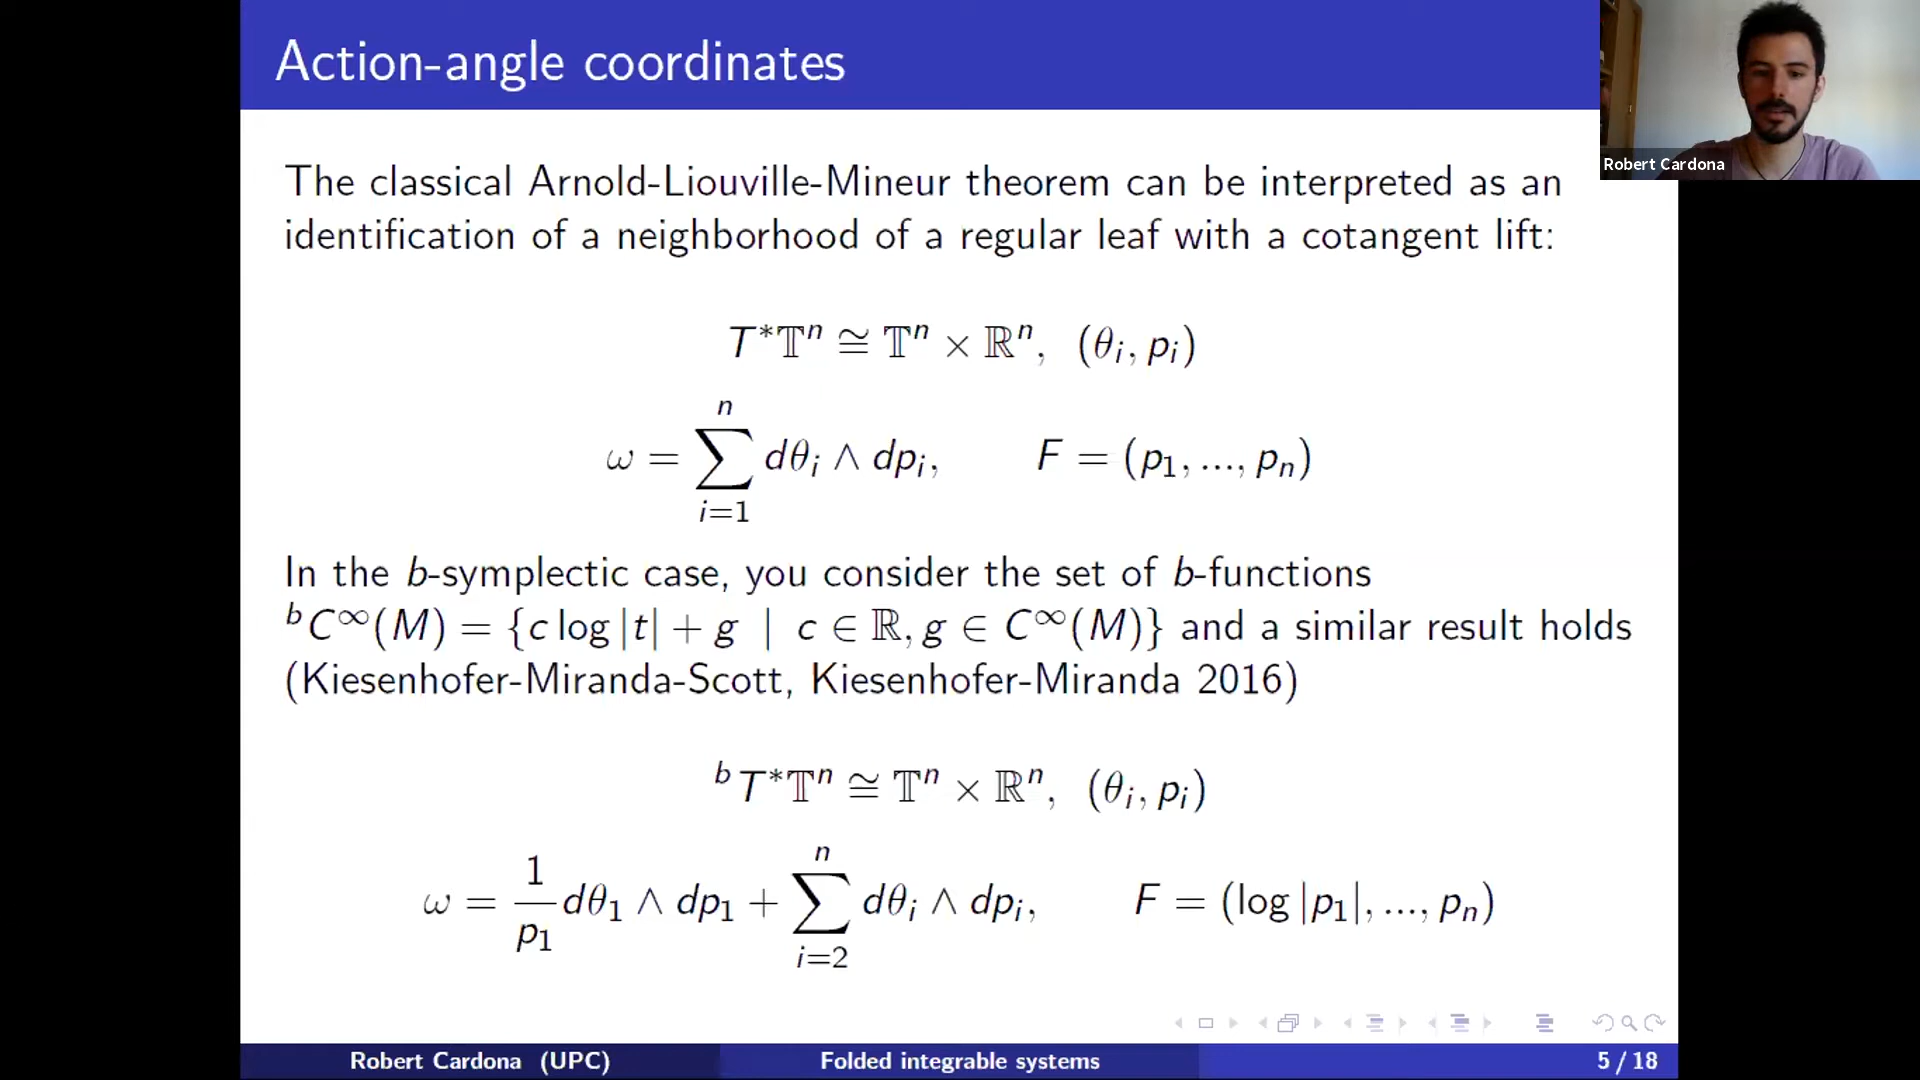 Action-angle coordinates
Robert Cardona
The classical Arnold-Liouville-Mineur theorem can be interpreted as an
identification of a neighborhood of a regular leaf with a cotangent lift:
T*𝕋ⁿ ≅ 𝕋ⁿ × ℝⁿ, (θᵢ, pᵢ)
ω = ∑ᵢ₌₁ⁿ dθᵢ ∧ dpᵢ, F = (p₁, ..., pₙ)
In the b-symplectic case, you consider the set of b-functions
ᵇC^∞(M) = {c log |t| + g | c ∈ ℝ, g ∈ C^∞(M)} and a similar result holds
(Kiesenhofer-Miranda-Scott, Kiesenhofer-Miranda 2016)
ᵇT*𝕋ⁿ ≅ 𝕋ⁿ × ℝⁿ, (θᵢ, pᵢ)
ω = 1/p₁ dθ₁ ∧ dp₁ + ∑ᵢ₌₂ⁿ dθᵢ ∧ dpᵢ, F = (log |p₁|, ..., pₙ)
Robert Cardona (UPC) Folded integrable systems 5 / 18